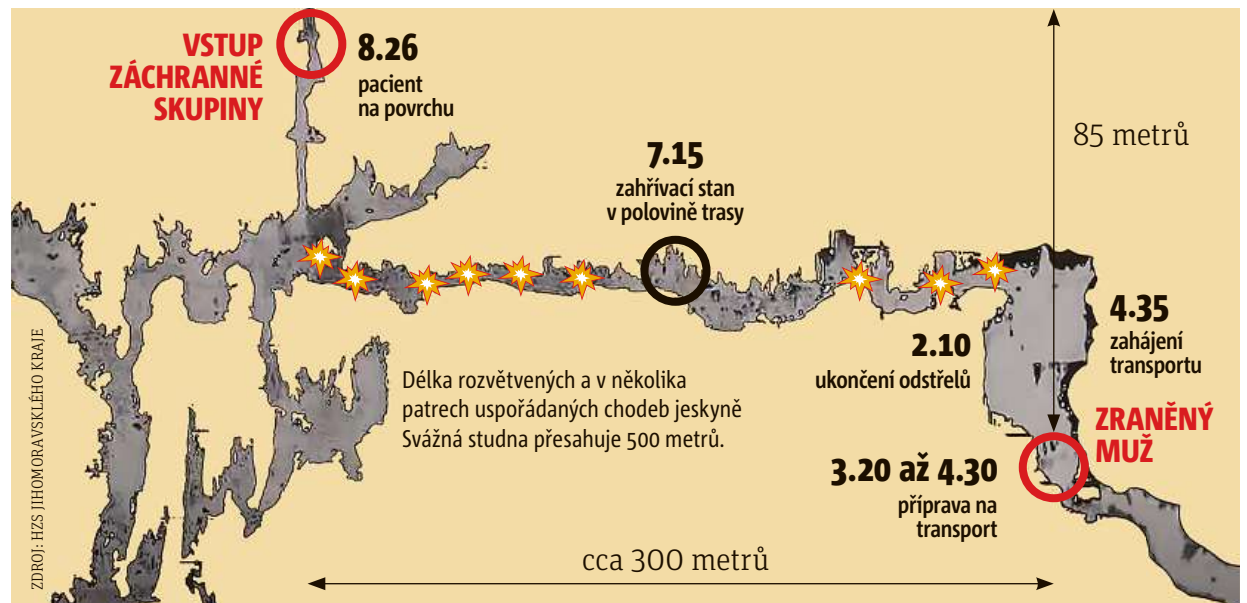 VSTUP
ZÁCHRANNÉ
SKUPINY
8.26
pacient
na povrchu
7.15
zahřívací stan
v polovině trasy
85 metrů
4.35
zahájení
transportu
2.10
ukončení odstřelů
Délka rozvětvených a v několika
patrech uspořádaných chodeb jeskyně
Svážná studna přesahuje 500 metrů.
ZRANĚNÝ
MUŽ
3.20 až 4.30
příprava na
transport
cca 300 metrů
ZDROJ: HZS JIHOMORAVSKLÉHO KRAJE